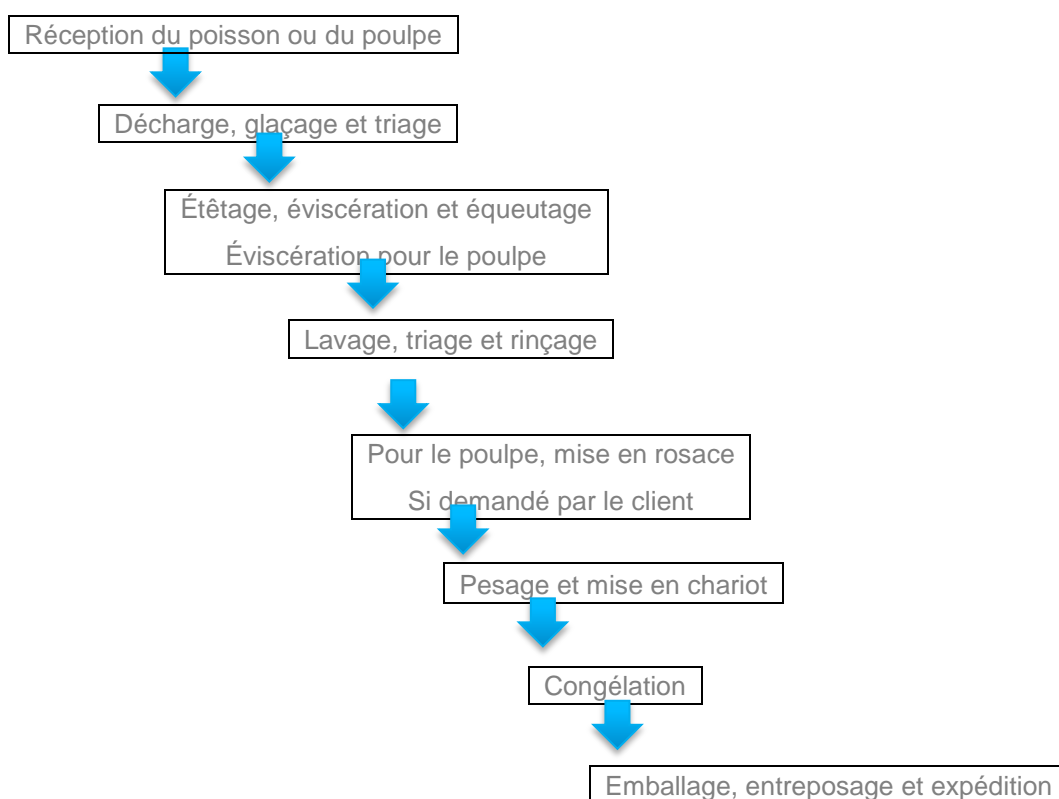 Réception du poisson ou du poulpe
Décharge, glaçage et triage
Étêtage, éviscération et équeutage
Éviscération pour le poulpe
Lavage, triage et rinçage
Pour le poulpe, mise en rosace
Si demandé par le client
Pesage et mise en chariot
Congélation
Emballage, entreposage et expédition